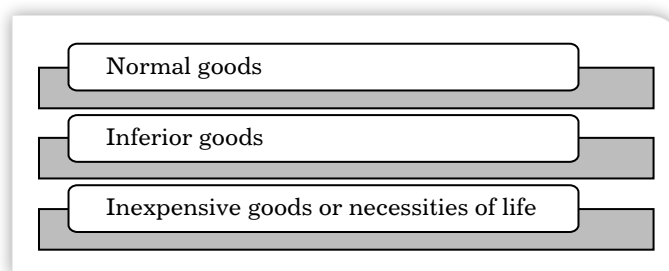 Normal goods
Inferior goods
Inexpensive goods or necessities of life